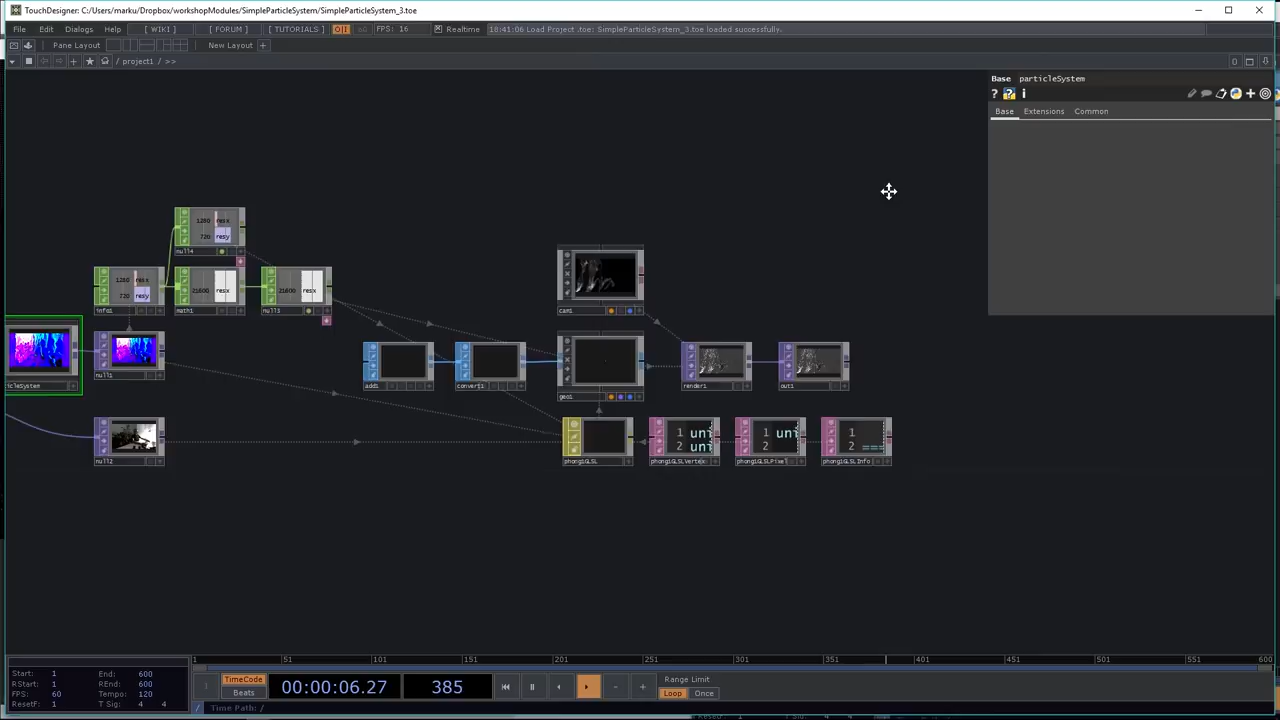 TouchDesigner: C:/Users/marku/Dropbox/workshopModules/SimpleParticleSystem/SimpleParticleSystem_3.toe
File Edit Dialogs Help [ WIKI ] [ FORUM ] [ TUTORIALS ] O|I FPS: 16 Realtime 18:41:06 Load Project .toe: SimpleParticleSystem_3.toe loaded successfully.
Pane Layout New Layout +
/ project1 / >> 0
Base particleSystem
? ? i
Base Extensions Common
1280 resx
720 resy
null4
1280 resx
720 resy
info1
21600 resx
math1
21600 resx
null3
cam1
ticleSystem
null1
add1
convert1
geo1
render1
out1
null2
phong1GLSL
1 uni
2 uni
phong1GLSLVertex
1 uni
2
phong1GLSLPixel
1
2 ===
phong1GLSLInfo
1 51 101 151 201 251 301 351 401 451 501 551 600
Start: 1 End: 600
RStart: 1 REnd: 600
FPS: 60 Tempo: 120
ResetF: 1 T Sig: 4 4
TimeCode
Beats
00:00:06.27 385
Range Limit
Loop Once
/ Time Path: /